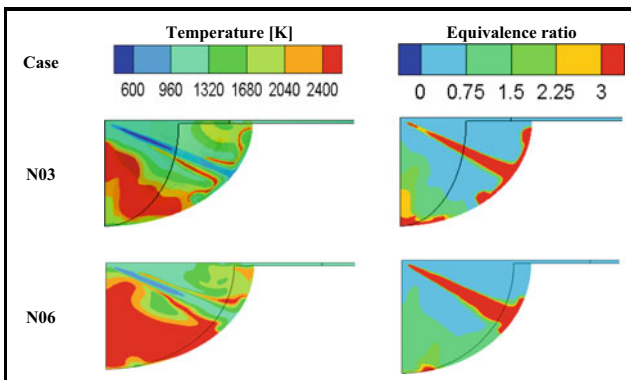 Temperature [K]
Equivalence ratio
Case
600 960 1320 1680 2040 2400
0 0.75 1.5 2.25 3
N03
N06